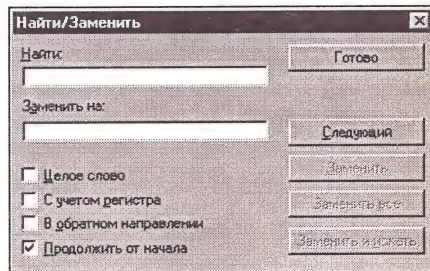 Найти/Заменить
Найти:
Готово
Заменить на:
Следующий
Целое слово
Заменить
С учетом регистра
Заменить все
В обратном направлении
Продолжить от начала
Заменить и искать